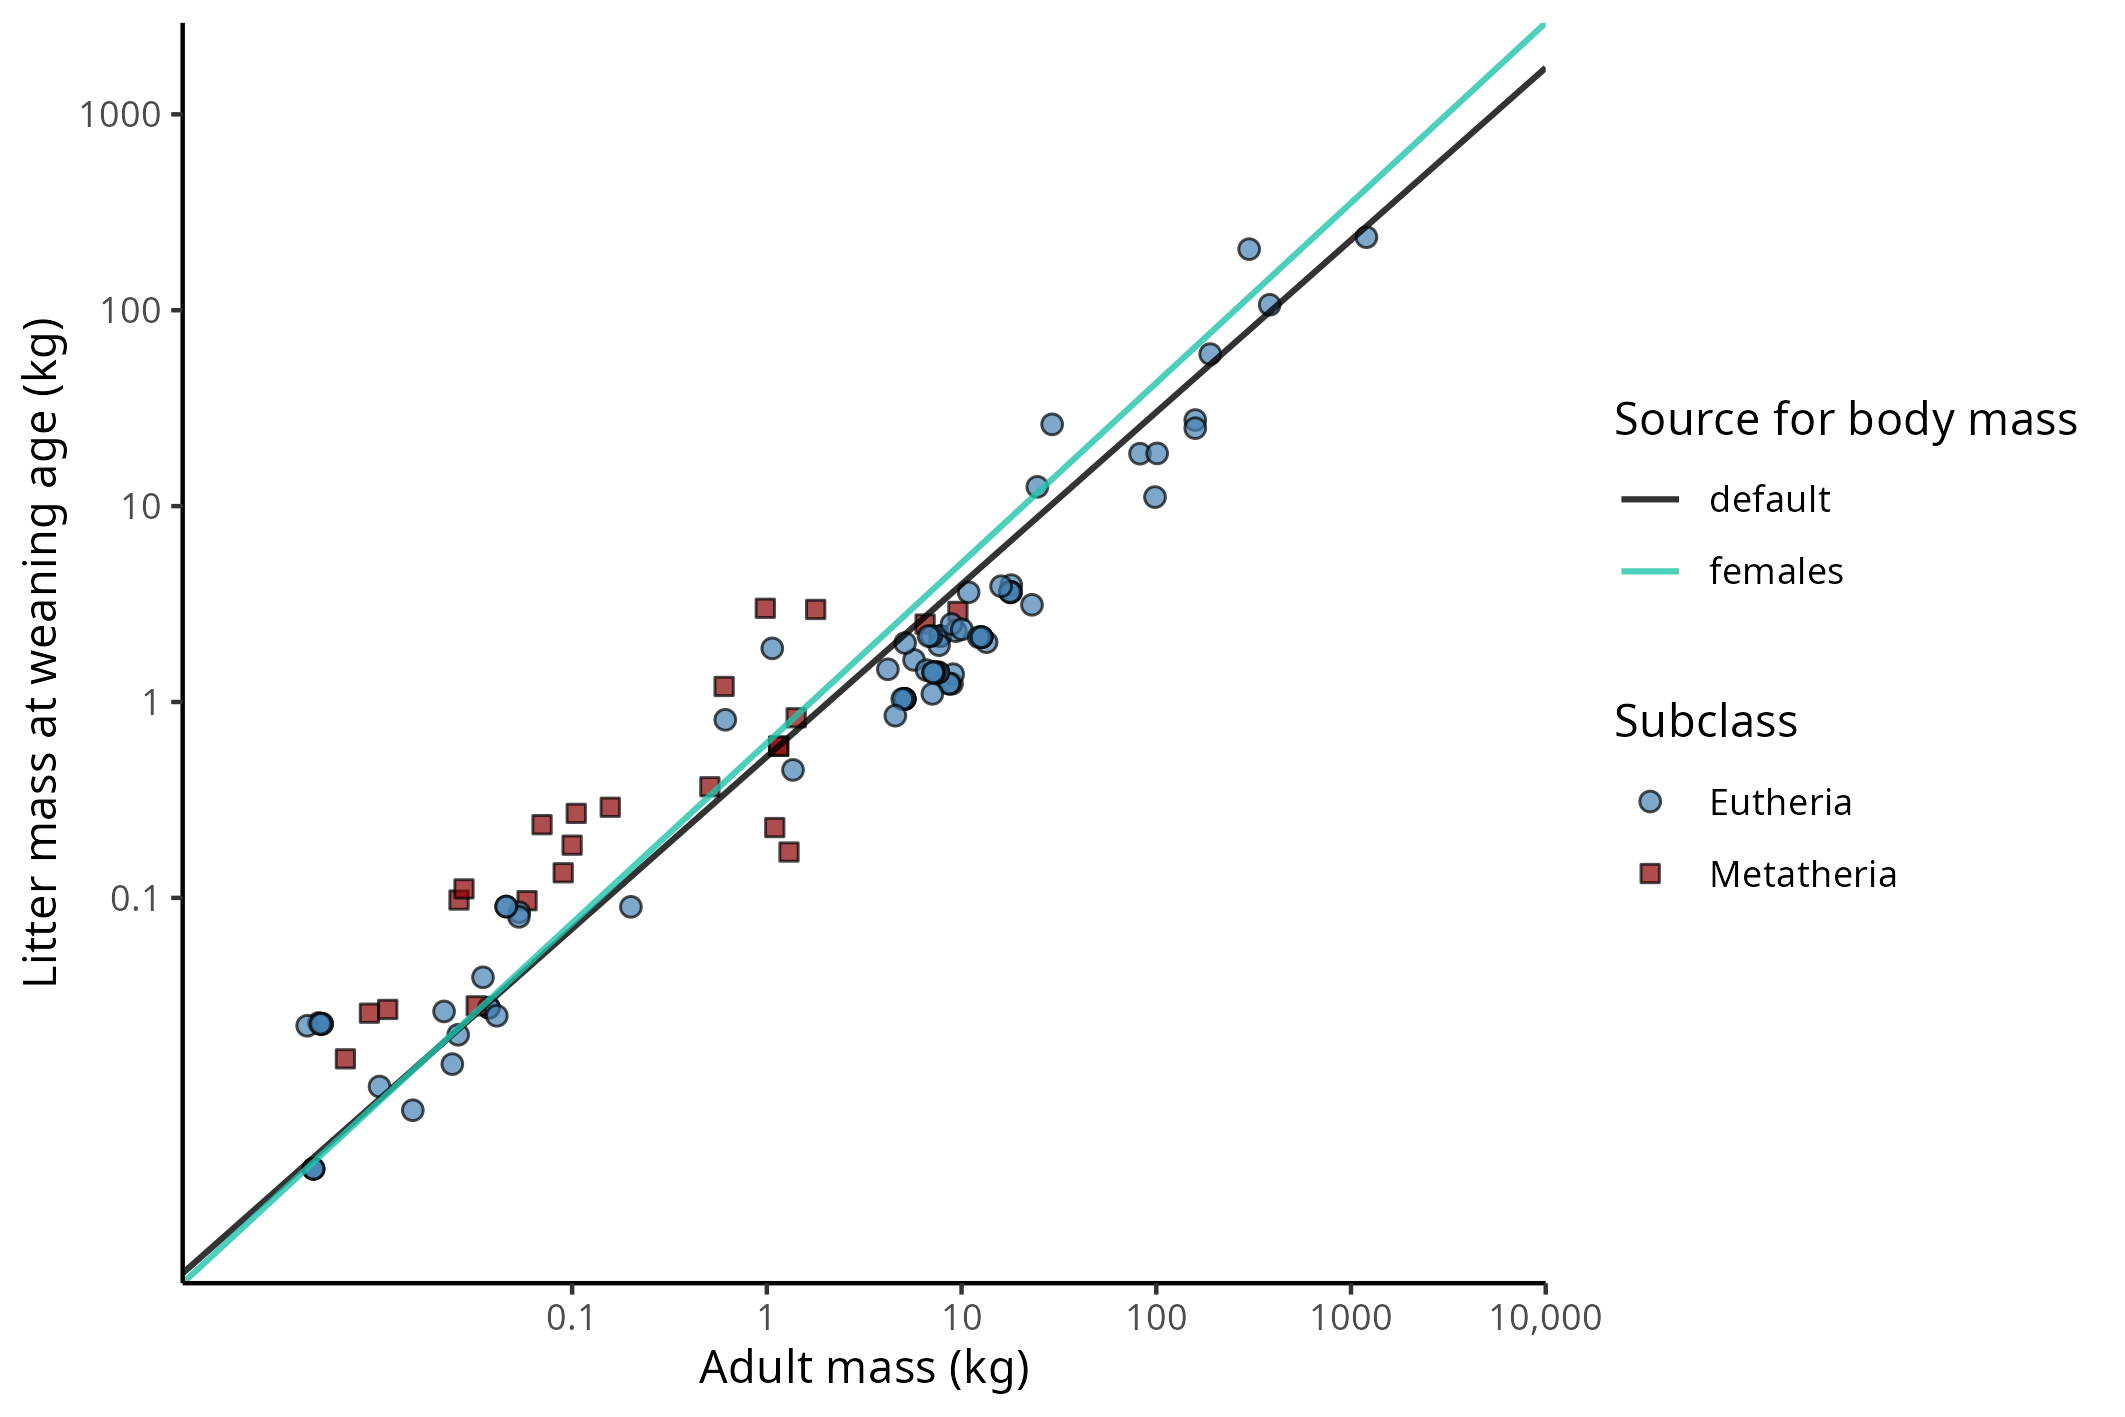 Litter mass at weaning age (kg)
1000
100
10
1
0.1
0.1
1
10
100
1000
10,000
Adult mass (kg)
Source for body mass
default
females
Subclass
Eutheria
Metatheria